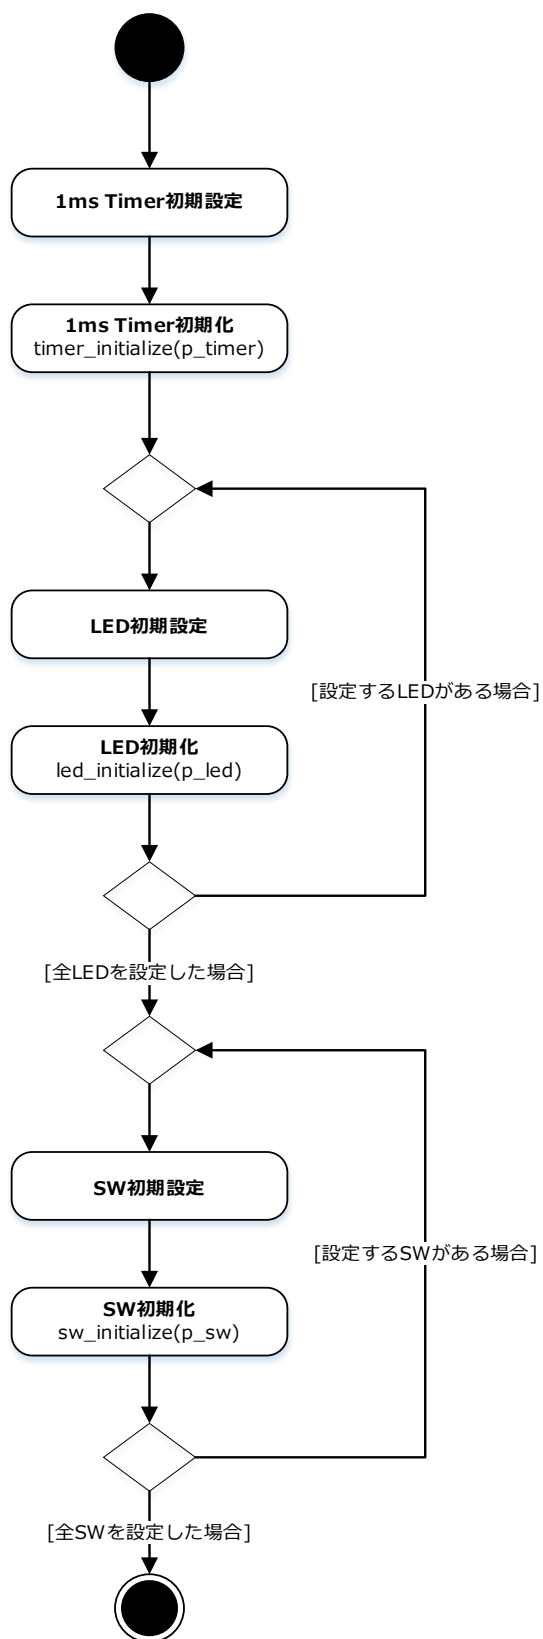 1ms Timer初期設定
1ms Timer初期化
timer_initialize(p_timer)
LED初期設定
[設定するLEDがある場合]
LED初期化
led_initialize(p_led)
[全LEDを設定した場合]
SW初期設定
[設定するSWがある場合]
SW初期化
sw_initialize(p_sw)
[全SWを設定した場合]